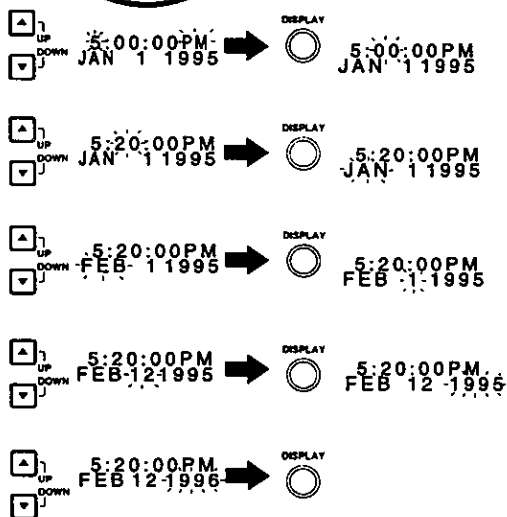 UP
DOWN
5:00:00PM
JAN 1 1995
DISPLAY
5:00:00PM
JAN 1 1995
UP
DOWN
5:20:00PM
JAN 1 1995
DISPLAY
5:20:00PM
JAN 1 1995
UP
DOWN
5:20:00PM
FEB 1 1995
DISPLAY
5:20:00PM
FEB 1 1995
UP
DOWN
5:20:00PM
FEB 12 1995
DISPLAY
5:20:00PM
FEB 12 1995
UP
DOWN
5:20:00PM
FEB 12 1996
DISPLAY